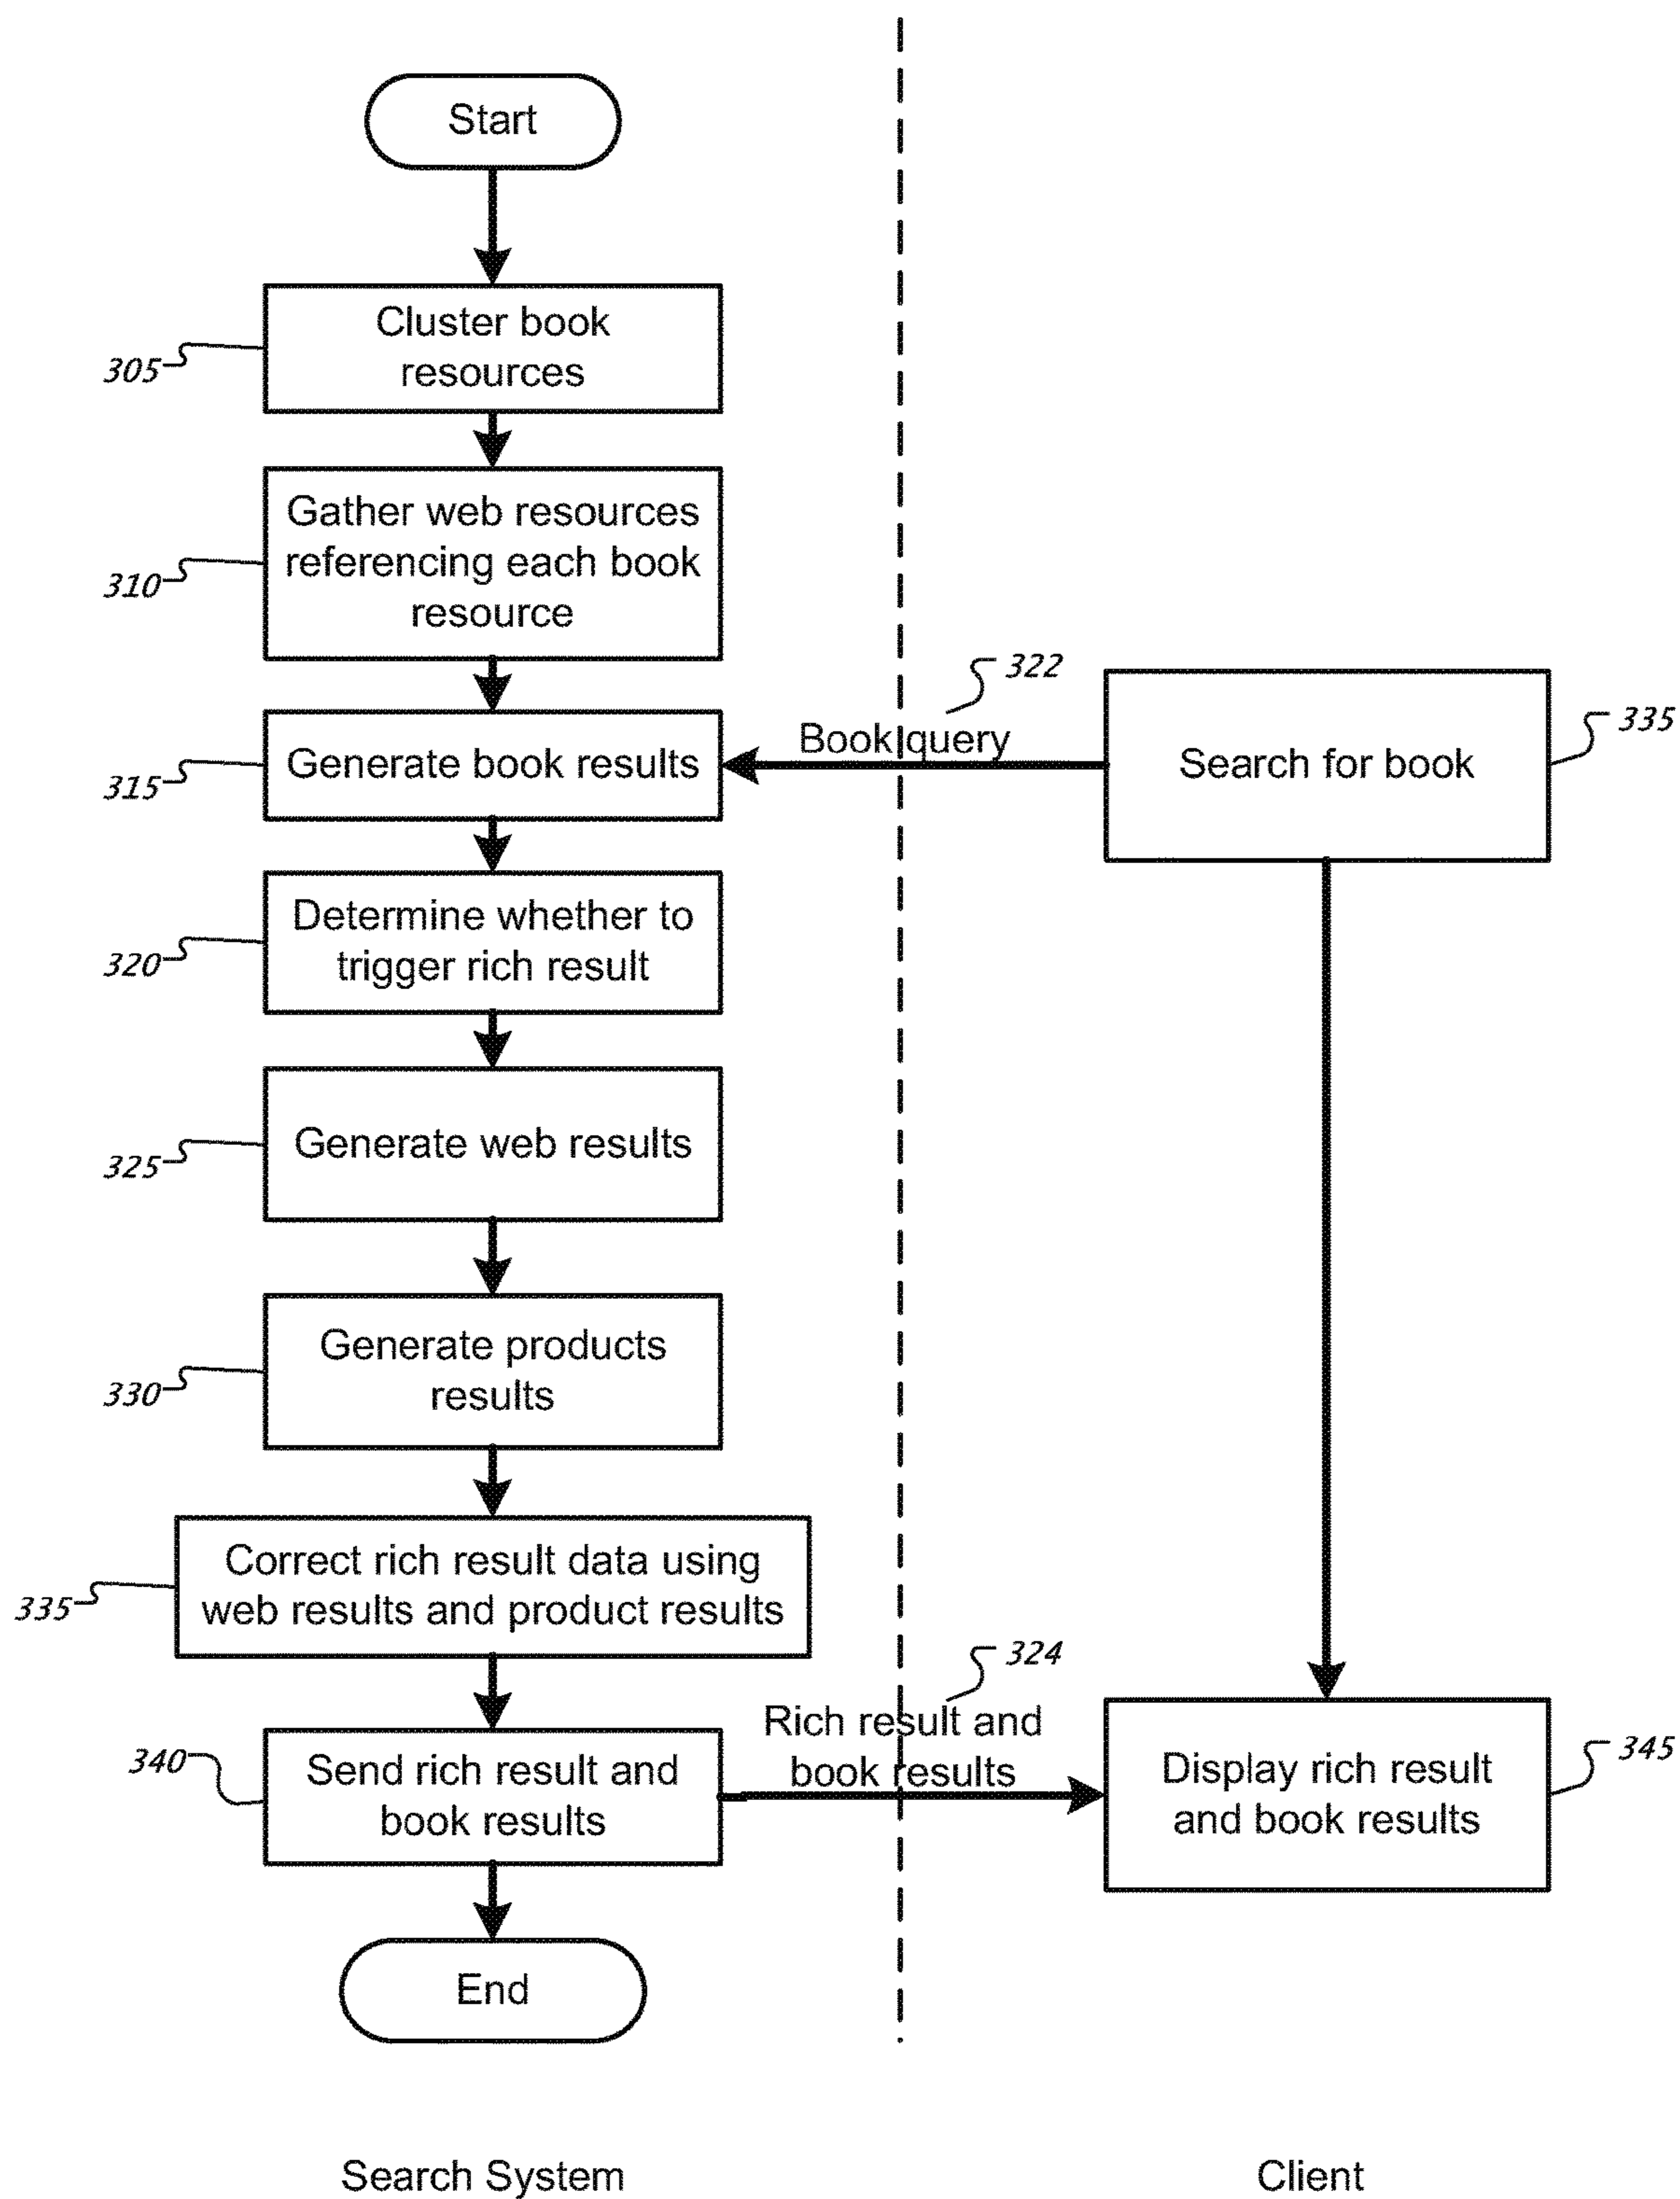 Start
Cluster book
resources
305
Gather web resources
referencing each book
resource
310
322
Book query
Search for book
335
Generate book results
315
Determine whether to
trigger rich result
320
Generate web results
325
Generate products
results
330
Correct rich result data using
web results and product results
335
324
Rich result and
book results
Send rich result and
book results
340
Display rich result
and book results
345
End
Search System
Client